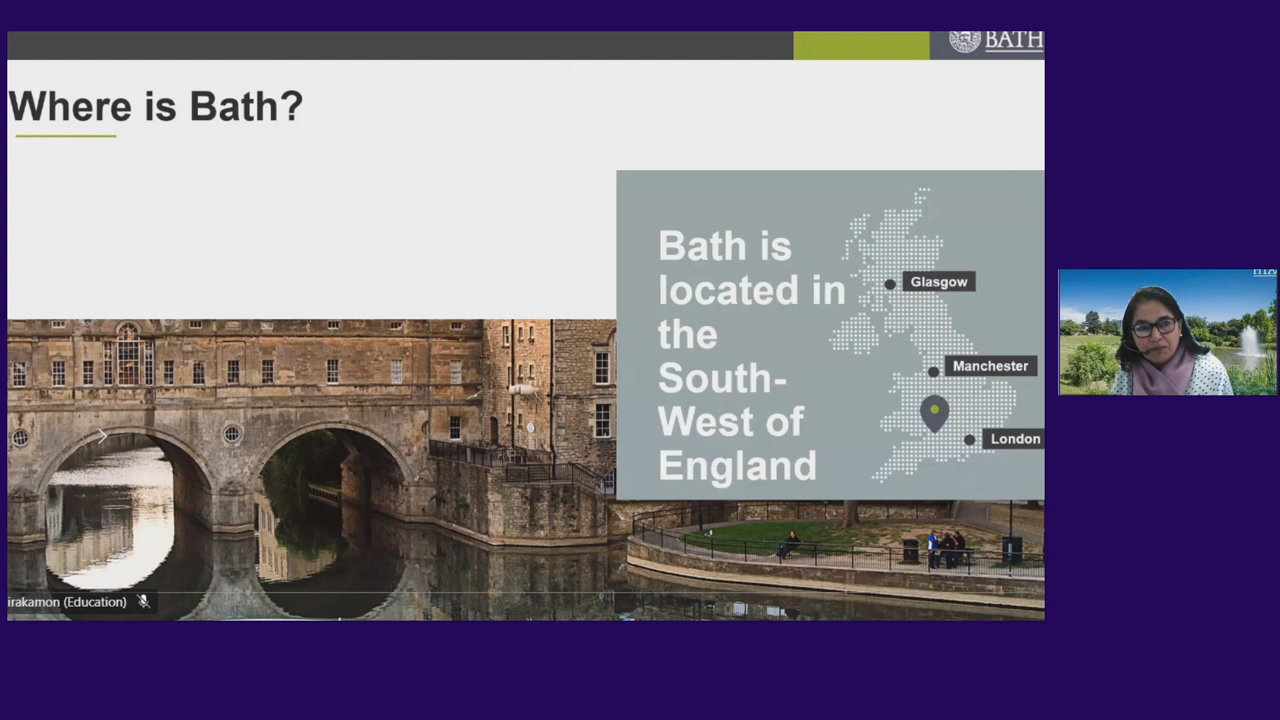 BATH
Where is Bath?
Bath is
located in
the
South-
West of
England
Glasgow
Manchester
London
irakamon (Education)